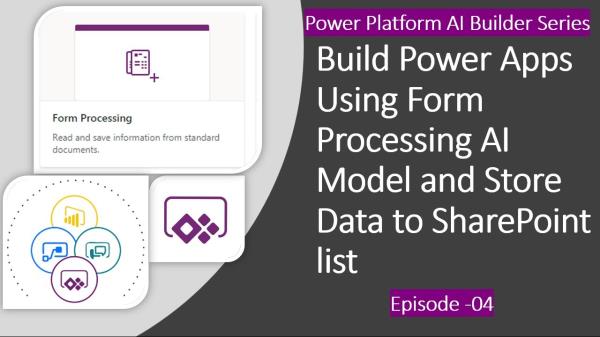 Power Platform AI Builder Series
Build Power Apps
Using Form
Processing AI
Model and Store
Data to SharePoint
list
Episode -04
Form Processing
Read and save information from standard
documents.